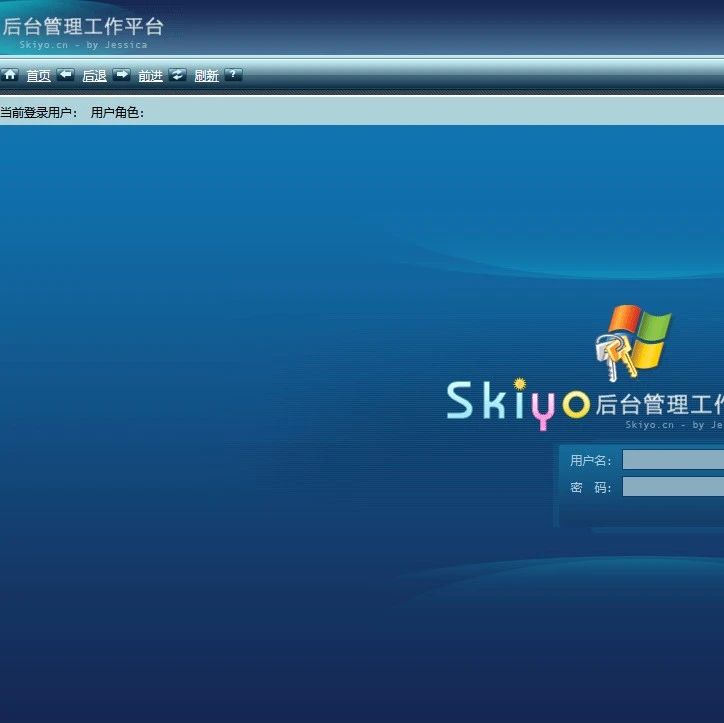 后台管理工作平台
Skiyo.cn - by Jessica
首页 后退 前进 刷新 ?
当前登录用户： 用户角色：
Skiyo 后台管理工
Skiyo.cn - by Je
用户名：
密 码：